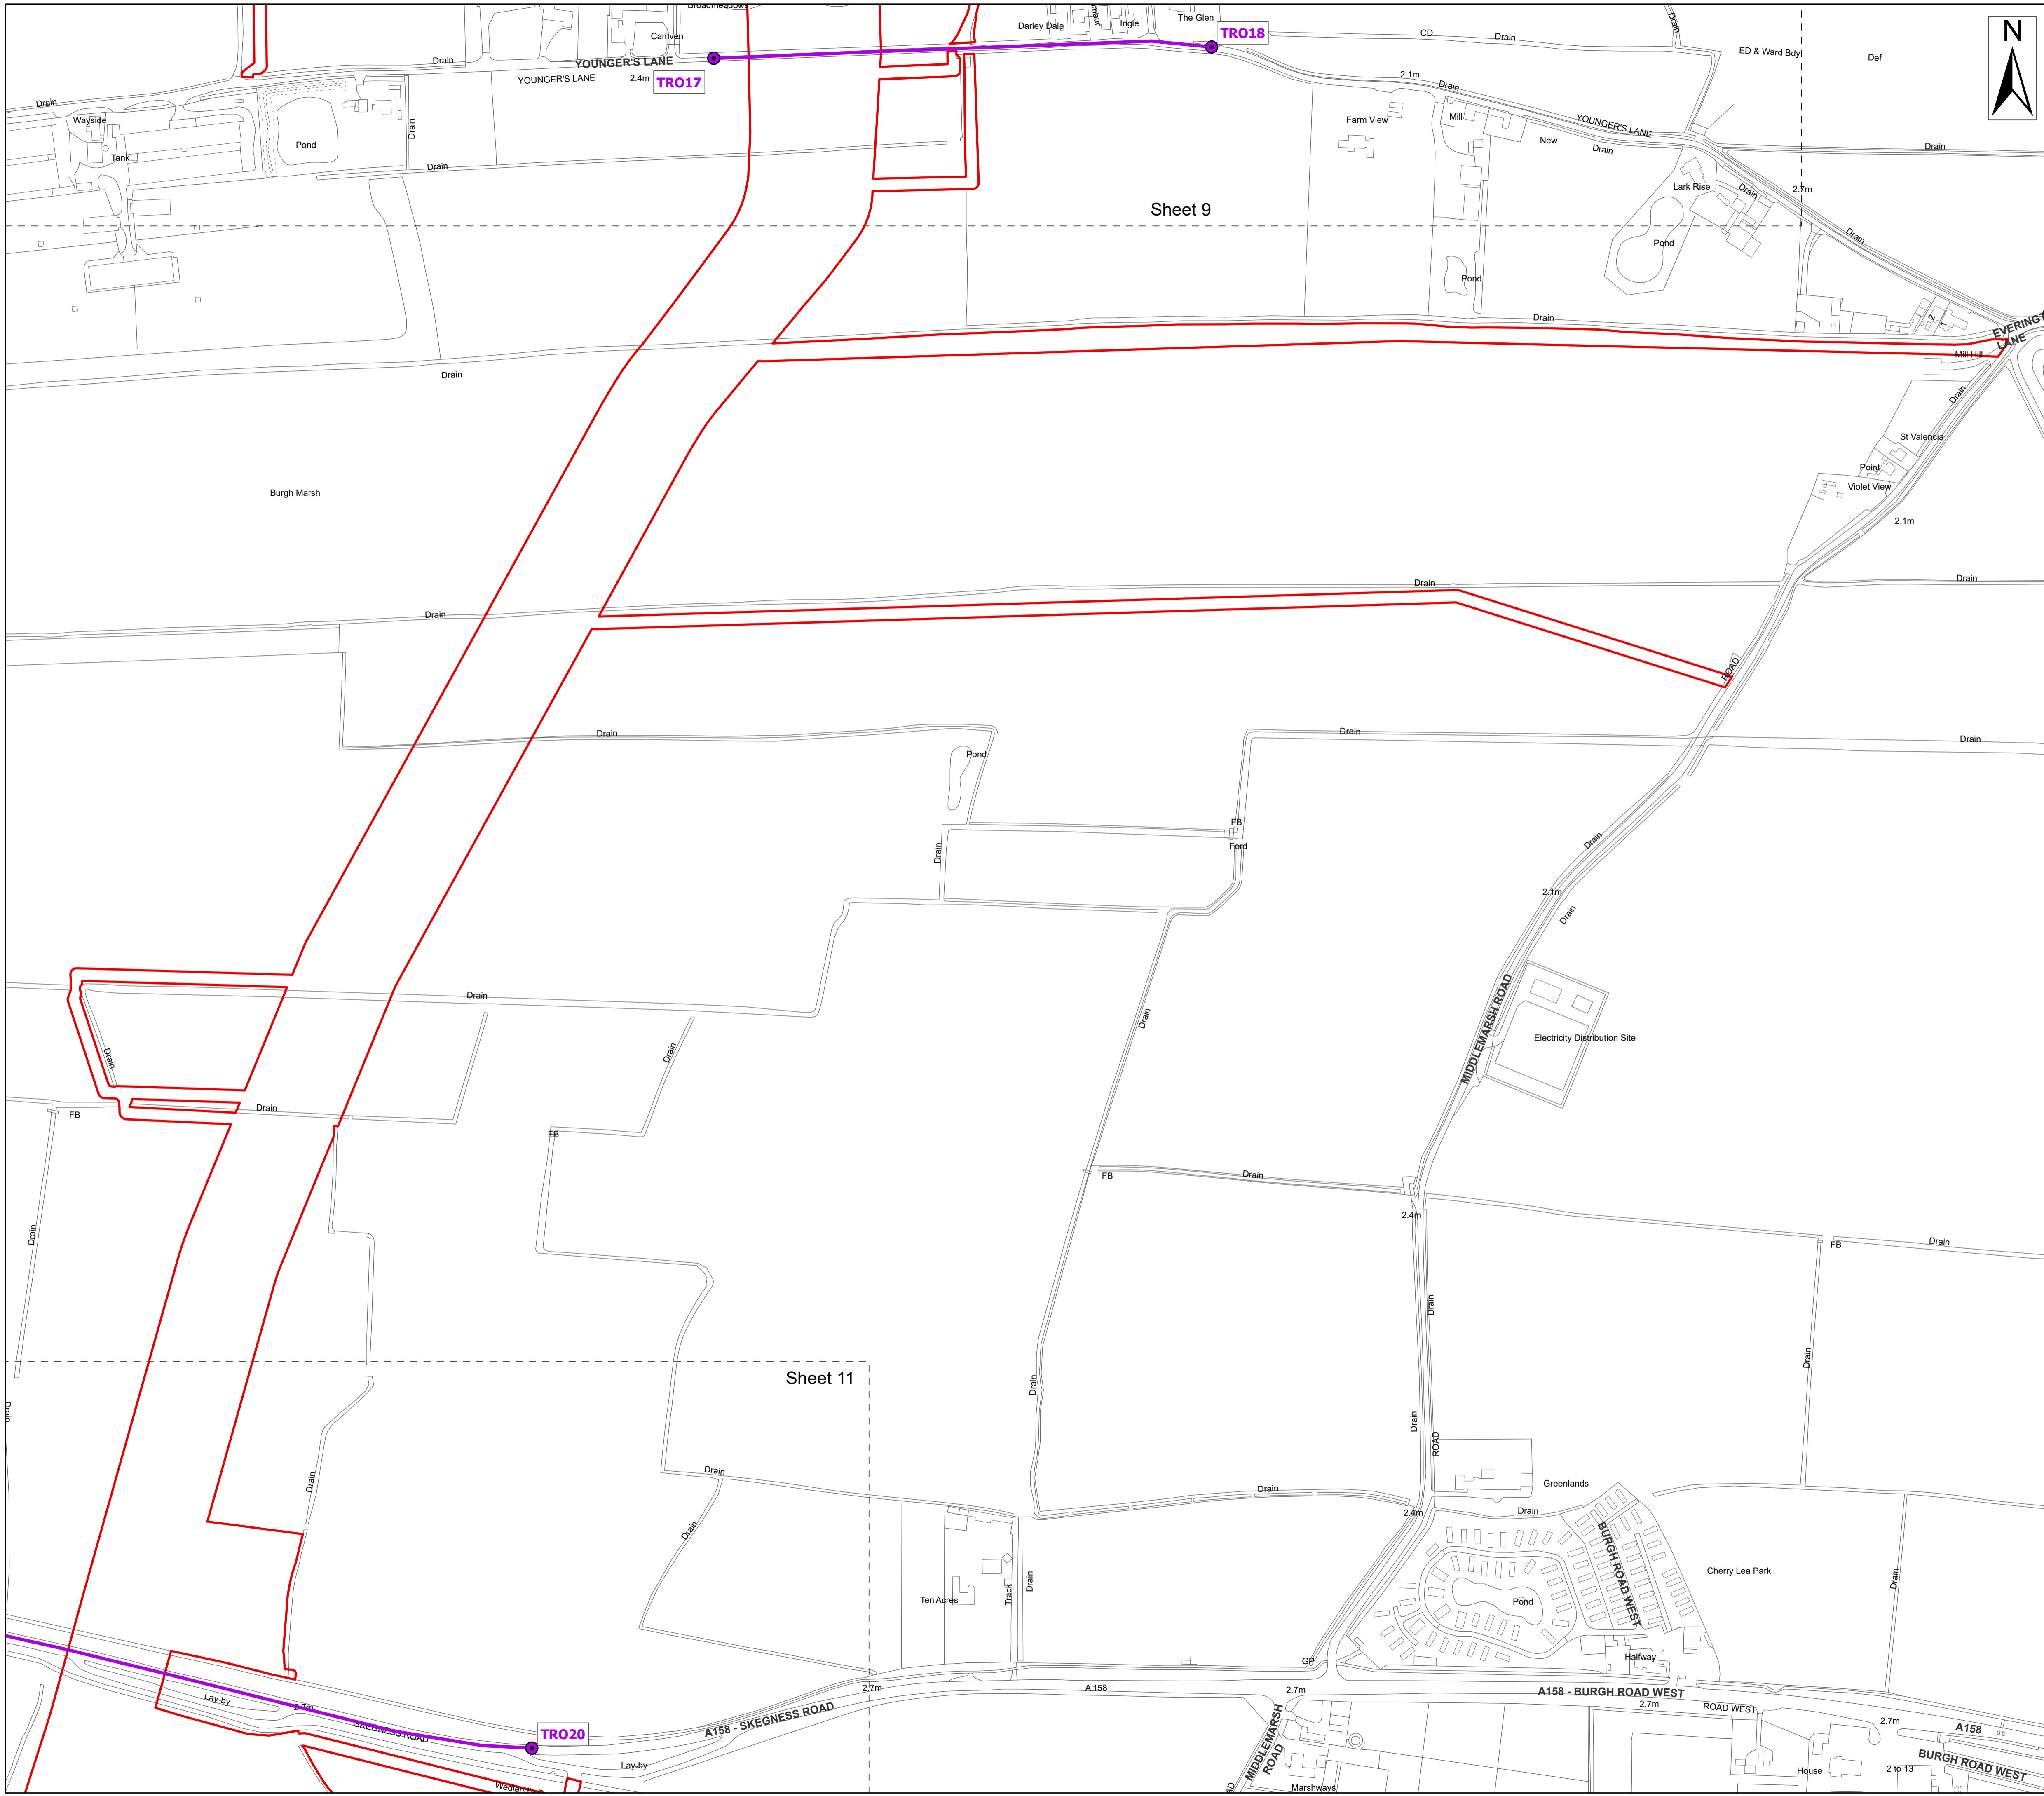 Broadmeadows
Camven
Darley Dale
Ingle
The Glen
TRO18
CD
Drain
Drain
ED & Ward Bdy
Def
N
Drain
YOUNGER'S LANE
YOUNGER'S LANE
2.4m
TRO17
2.1m
Drain
Drain
Wayside
Tank
Pond
Drain
Drain
Farm View
Mill
New
YOUNGER'S LANE
Drain
Drain
Lark Rise
Drain
2.7m
Sheet 9
Pond
Drain
Pond
Drain
2
1
EVERINGT
LANE
Mill Hill
Drain
Drain
St Valencia
Point
Violet View
Burgh Marsh
2.1m
Drain
Drain
Drain
ROAD
Drain
Drain
Drain
Pond
FB
Ford
Drain
Drain
2.1m
Drain
Drain
Drain
Drain
MIDDLEMARSH ROAD
Electricity Distribution Site
Drain
Drain
FB
FB
FB
Drain
2.4m
Drain
FB
Drain
Drain
Drain
Sheet 11
Drain
Drain
Drain
Drain
ROAD
Drain
Drain
Drain
Greenlands
2.4m
Drain
Drain
BURGH ROAD WEST
Cherry Lea Park
Drain
Ten Acres
Track
Drain
Pond
Halfway
GP
2.7m
A158
2.7m
A158 - BURGH ROAD WEST
2.7m
ROAD WEST
Lay-by
2.7m
SKEGNESS ROAD
TRO20
A158 - SKEGNESS ROAD
MIDDLEMARSH
ROAD
2.7m
A158
BURGH ROAD WEST
Lay-by
House
2 to 13
Marshways